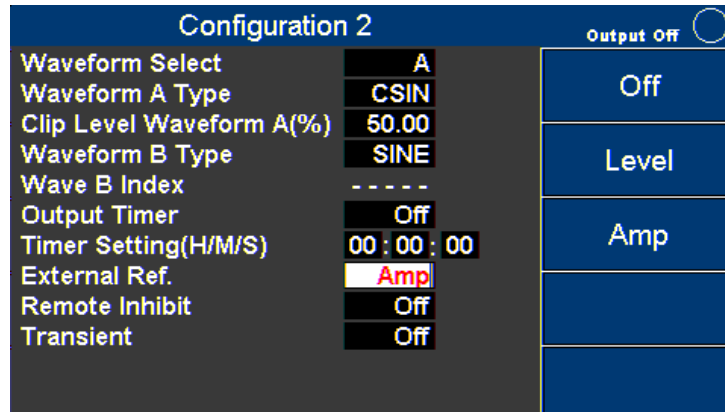 Configuration 2
Output Off
Waveform Select A
Waveform A Type CSIN
Clip Level Waveform A(%) 50.00
Waveform B Type SINE
Wave B Index - - - - -
Output Timer Off
Timer Setting(H/M/S) 00 : 00 : 00
External Ref. Amp
Remote Inhibit Off
Transient Off
Off
Level
Amp